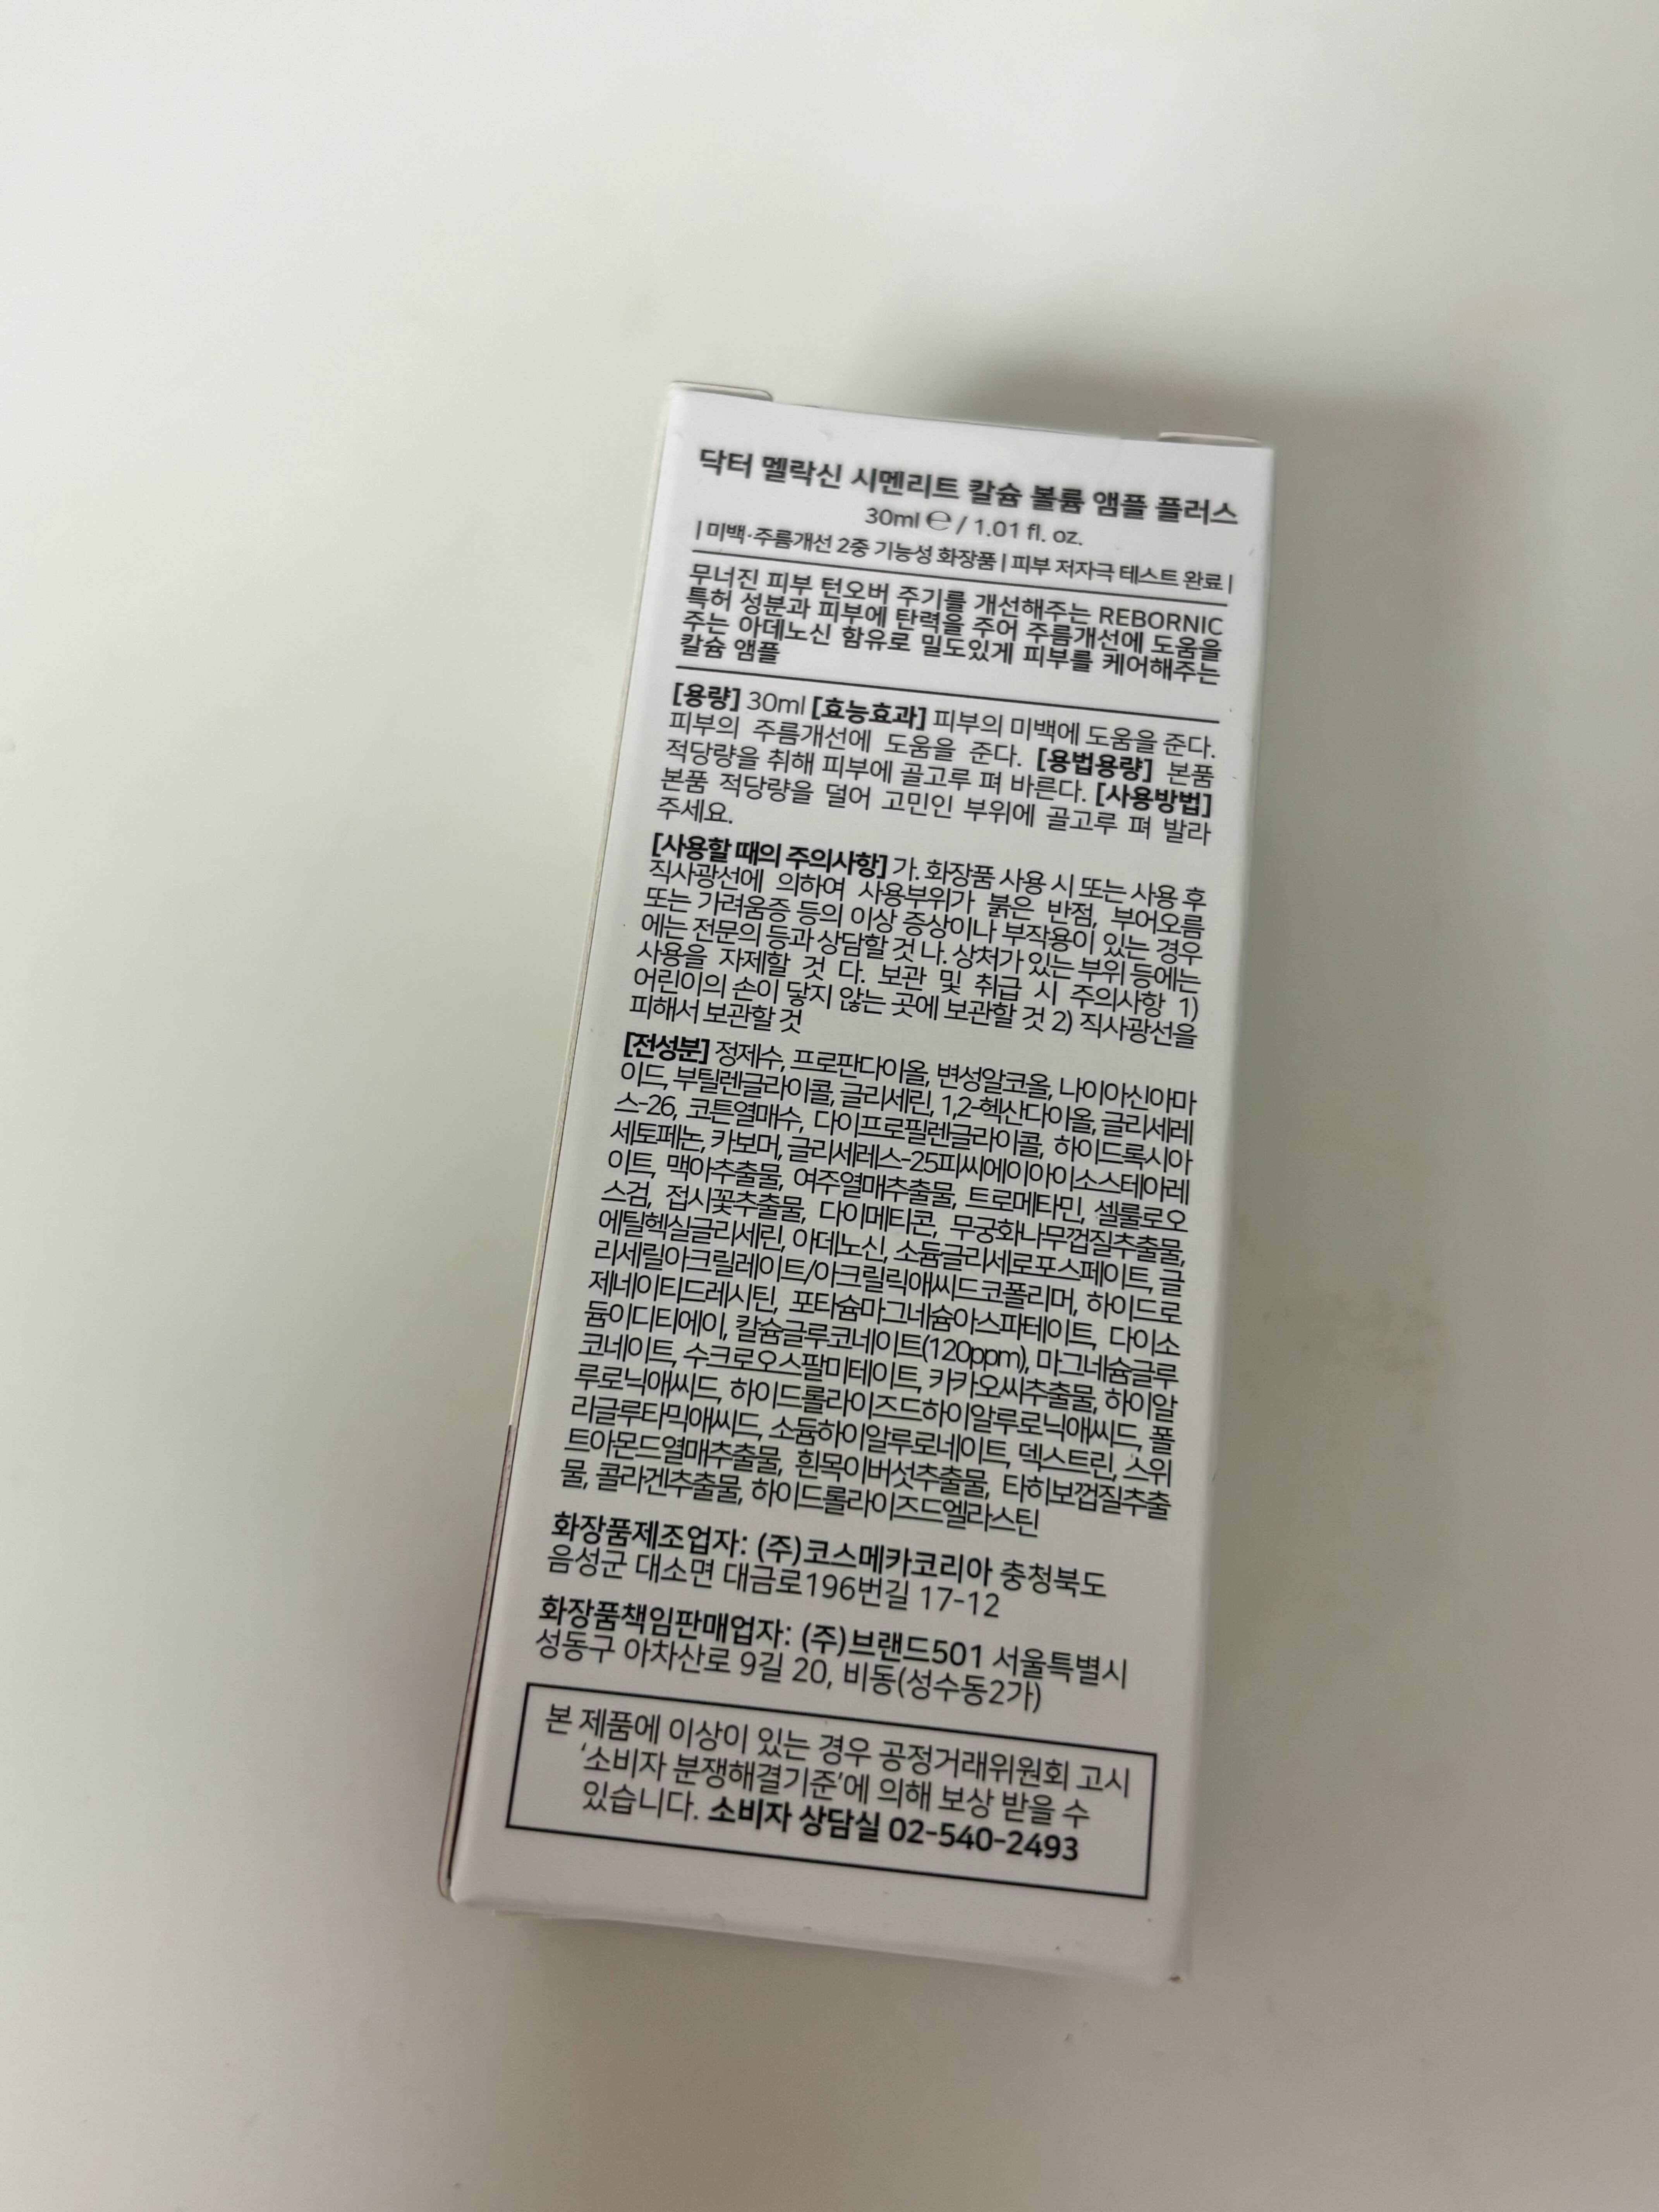 닥터 멜락신 시멘리트 칼슘 볼륨 앰플 플러스
30ml ℮ / 1.01 fl. oz.
| 미백·주름개선 2중 기능성 화장품 | 피부 저자극 테스트 완료 |
무너진 피부 턴오버 주기를 개선해주는 REBORNIC
특허 성분과 피부에 탄력을 주어 주름개선에 도움을
주는 아데노신 함유로 밀도있게 피부를 케어해주는
칼슘 앰플
[용량] 30ml [효능효과] 피부의 미백에 도움을 준다.
피부의 주름개선에 도움을 준다. [용법용량] 본품
적당량을 취해 피부에 골고루 펴 바른다. [사용방법]
본품 적당량을 덜어 고민인 부위에 골고루 펴 발라
주세요.
[사용할 때의 주의사항] 가. 화장품 사용 시 또는 사용 후
직사광선에 의하여 사용부위가 붉은 반점, 부어오름
또는 가려움증 등의 이상 증상이나 부작용이 있는 경우
에는 전문의 등과 상담할 것 나. 상처가 있는 부위 등에는
사용을 자제할 것 다. 보관 및 취급 시 주의사항 1)
어린이의 손이 닿지 않는 곳에 보관할 것 2) 직사광선을
피해서 보관할 것
[전성분] 정제수, 프로판다이올, 변성알코올, 나이아신아마
이드, 부틸렌글라이콜, 글리세린, 1,2-헥산다이올, 글리세레
스-26, 코튼열매수, 다이프로필렌글라이콜, 하이드록시아
세토페논, 카보머, 글리세레스-25피씨에이아이소스테아레
이트, 맥아추출물, 여주열매추출물, 트로메타민, 셀룰로오
스검, 접시꽃추출물, 다이메티콘, 무궁화나무껍질추출물,
에틸헥실글리세린, 아데노신, 소듐글리세로포스페이트, 글
리세릴아크릴레이트/아크릴릭애씨드코폴리머, 하이드로
제네이티드레시틴, 포타슘마그네슘아스파테이트, 다이소
듐이디티에이, 칼슘글루코네이트(120ppm), 마그네슘글루
코네이트, 수크로오스팔미테이트, 카카오씨추출물, 하이알
루로닉애씨드, 하이드롤라이즈드하이알루로닉애씨드, 폴
리글루타믹애씨드, 소듐하이알루로네이트, 덱스트린, 스위
트아몬드열매추출물, 흰목이버섯추출물, 타히보껍질추출
물, 콜라겐추출물, 하이드롤라이즈드엘라스틴
화장품제조업자: (주)코스메카코리아 충청북도
음성군 대소면 대금로196번길 17-12
화장품책임판매업자: (주)브랜드501 서울특별시
성동구 아차산로 9길 20, 비동(성수동2가)
본 제품에 이상이 있는 경우 공정거래위원회 고시
'소비자 분쟁해결기준'에 의해 보상 받을 수
있습니다. 소비자 상담실 02-540-2493